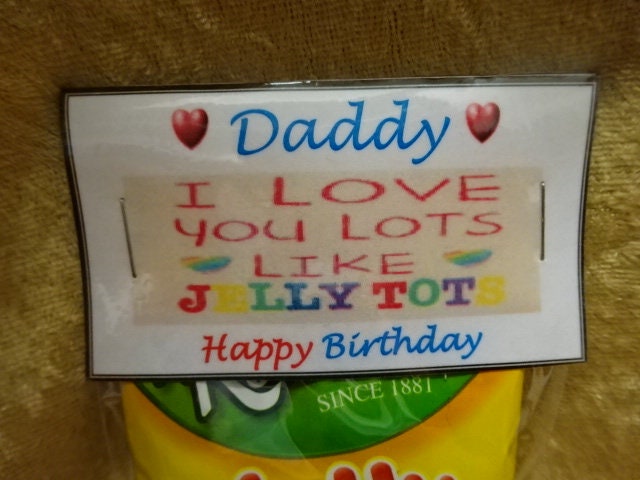 Daddy
I LOVE
YOU LOTS
LIKE
JELLY TOTS
Happy Birthday
SINCE 1881